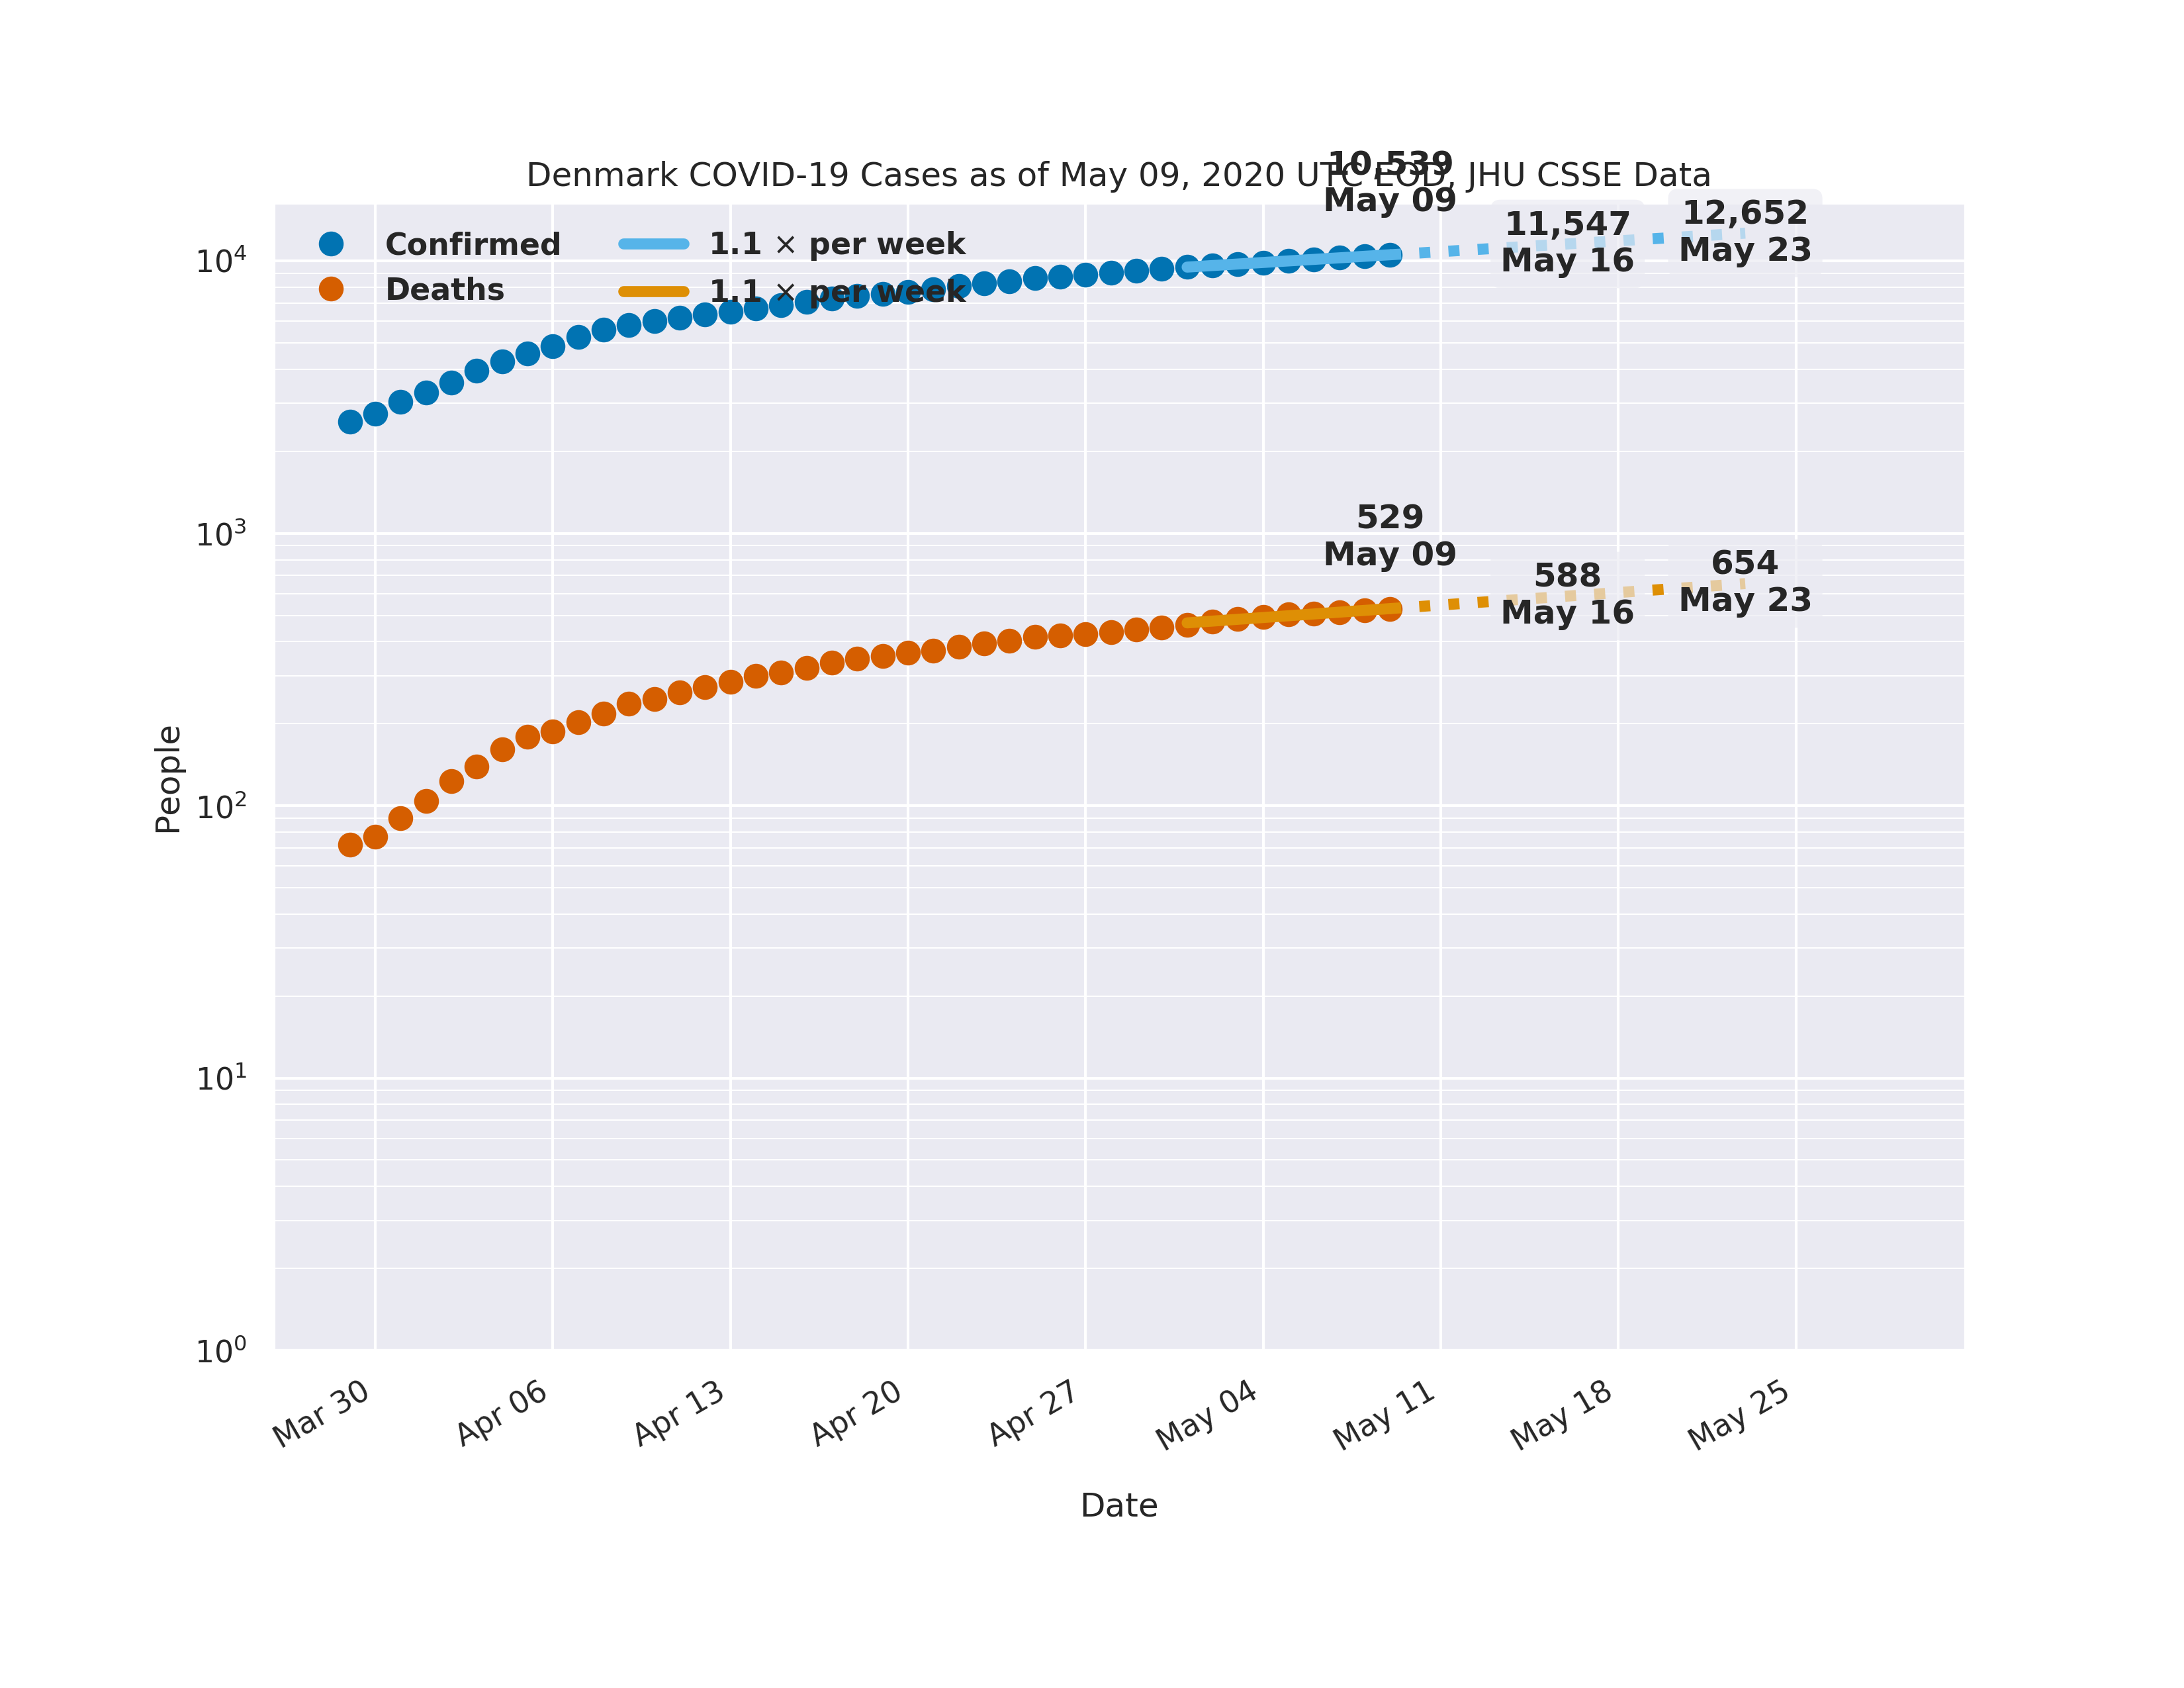 Denmark COVID-19 Cases as of May 09, 2020 UTC EOD, JHU CSSE Data
10,539
May 09
11,547
May 16
12,652
May 23
Confirmed
Deaths
1.1 × per week
1.1 × per week
529
May 09
588
May 16
654
May 23
People
10⁴
10³
10²
10¹
10⁰
Mar 30
Apr 06
Apr 13
Apr 20
Apr 27
May 04
May 11
May 18
May 25
Date